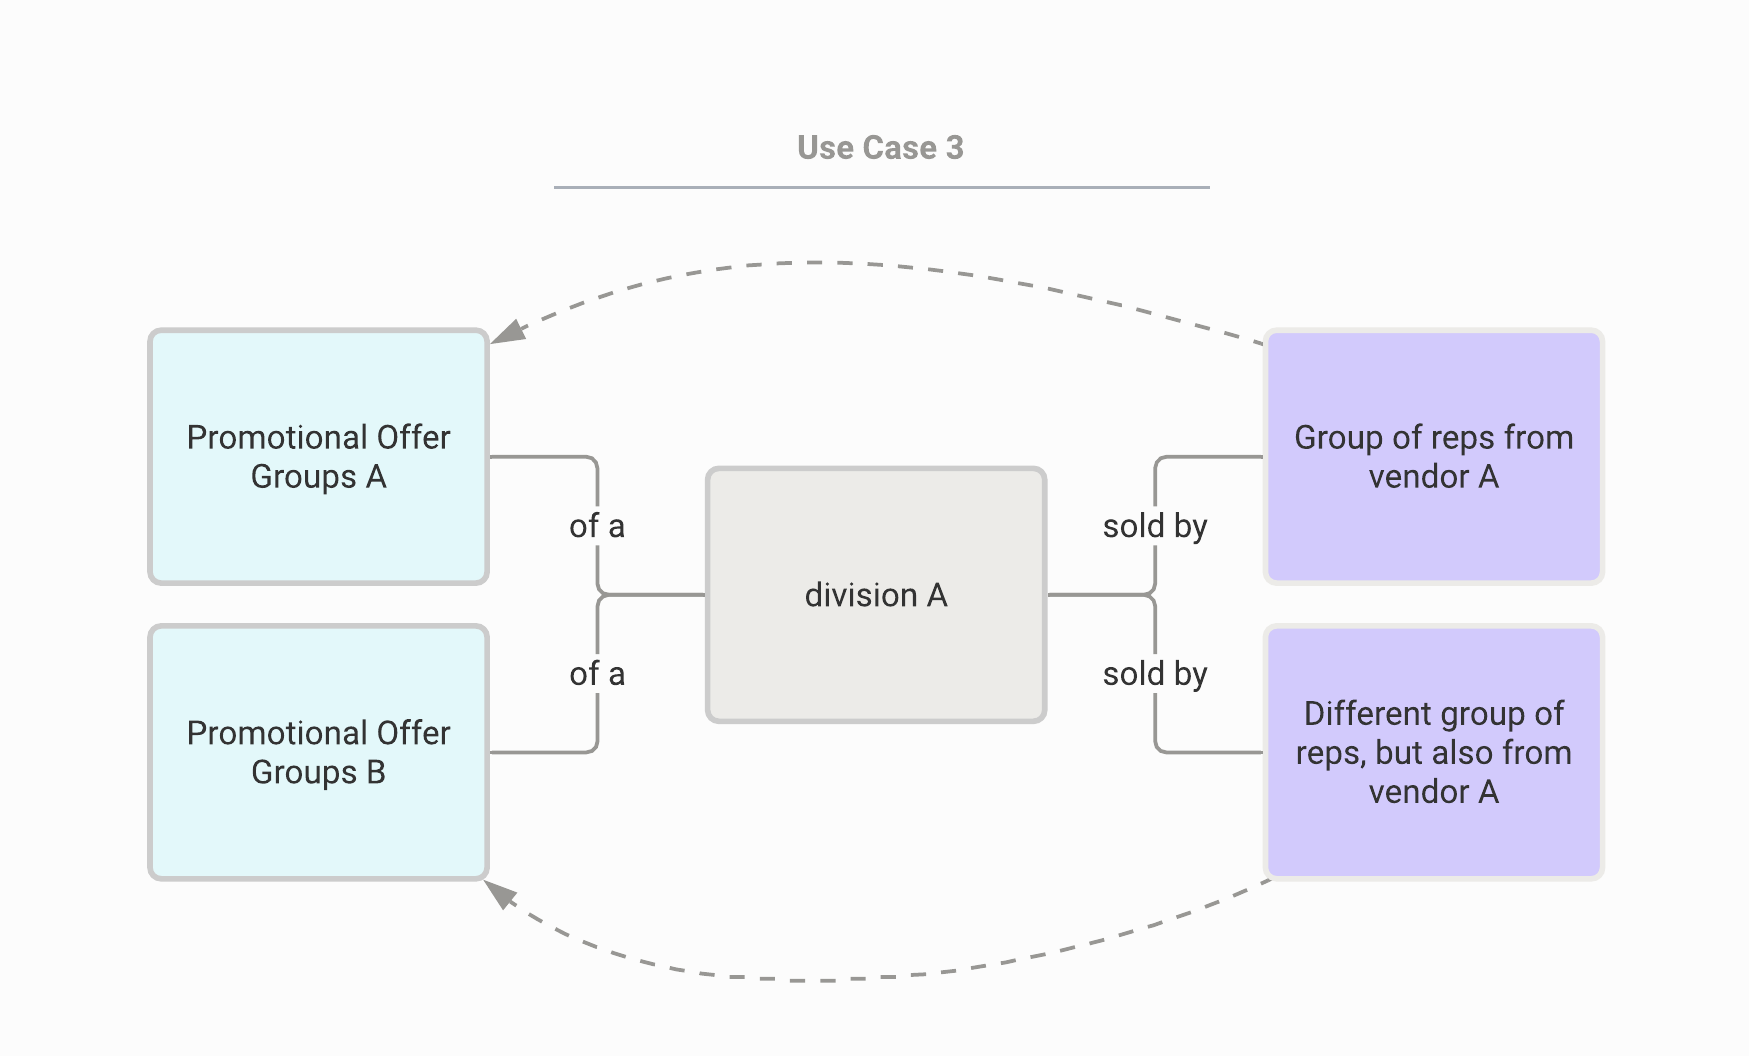 Use Case 3
Promotional Offer
Groups A
of a
Promotional Offer
Groups B
of a
division A
sold by
Group of reps from
vendor A
sold by
Different group of
reps, but also from
vendor A